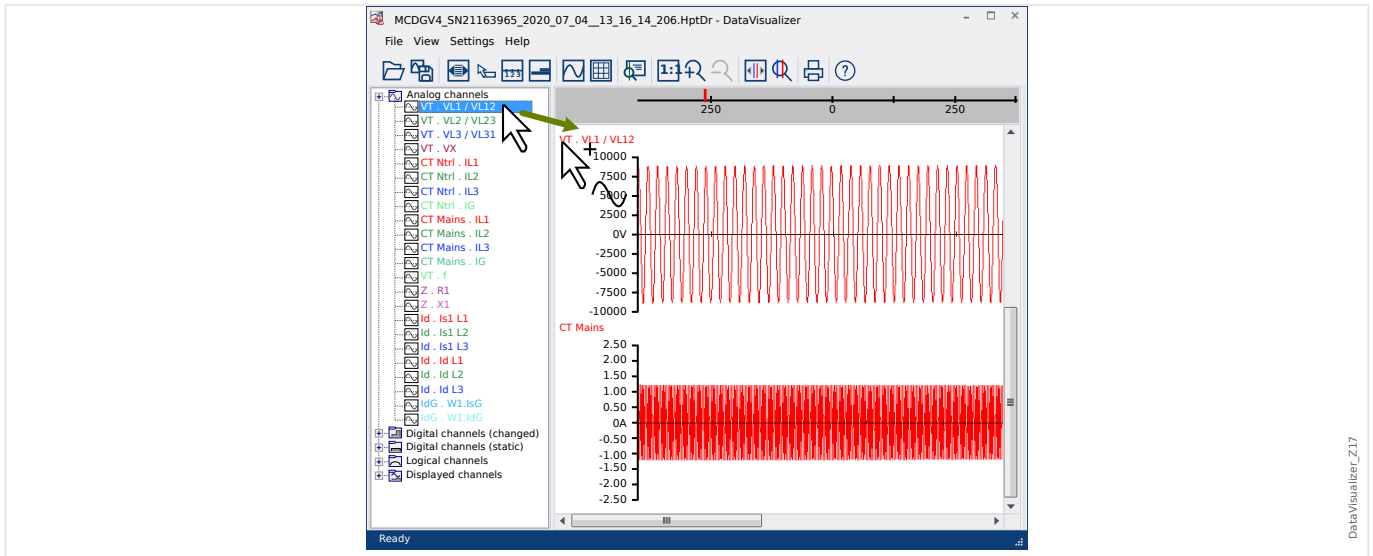 MCDGV4_SN21163965_2020_07_04__13_16_14_206.HptDr - DataVisualizer
File View Settings Help
1 2 3
1:1
Analog channels
VT . VL1 / VL12
VT . VL2 / VL23
VT . VL3 / VL31
VT . VX
CT Ntrl . IL1
CT Ntrl . IL2
CT Ntrl . IL3
CT Ntrl . IG
CT Mains . IL1
CT Mains . IL2
CT Mains . IL3
CT Mains . IG
VT . f
Z . R1
Z . X1
Id . Is1 L1
Id . Is1 L2
Id . Is1 L3
Id . Id L1
Id . Id L2
Id . Id L3
IdG . W1.IsG
IdG . W1.IdG
Digital channels (changed)
Digital channels (static)
Logical channels
Displayed channels
250 0 250
VT . VL1 / VL12
10000
7500
5000
2500
0V
-2500
-5000
-7500
-10000
CT Mains
2.50
2.00
1.50
1.00
0.50
0A
-0.50
-1.00
-1.50
-2.00
-2.50
Ready
DataVisualizer_Z17